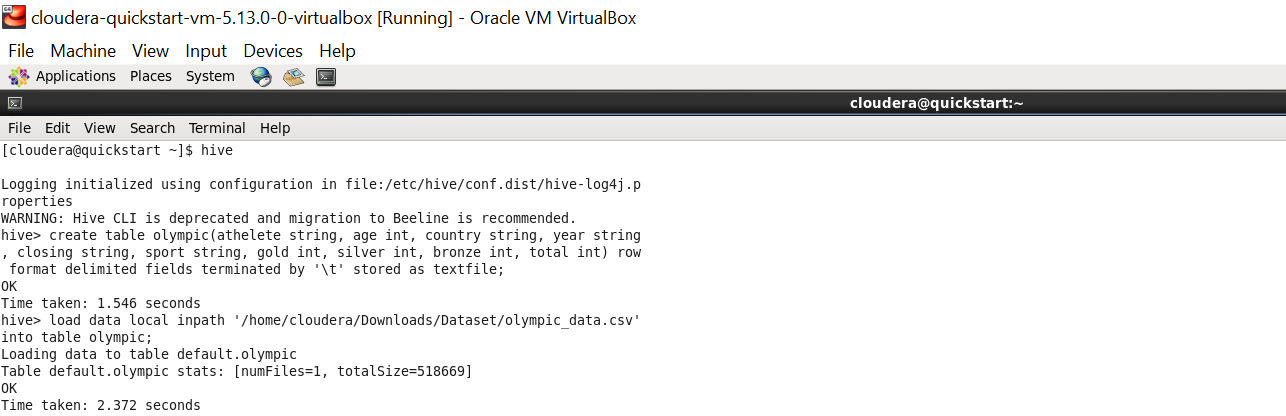 cloudera-quickstart-vm-5.13.0-0-virtualbox [Running] - Oracle VM VirtualBox
File Machine View Input Devices Help
Applications Places System
cloudera@quickstart:~
File Edit View Search Terminal Help
[cloudera@quickstart ~]$ hive
Logging initialized using configuration in file:/etc/hive/conf.dist/hive-log4j.p
roperties
WARNING: Hive CLI is deprecated and migration to Beeline is recommended.
hive> create table olympic(athelete string, age int, country string, year string
, closing string, sport string, gold int, silver int, bronze int, total int) row
 format delimited fields terminated by '\t' stored as textfile;
OK
Time taken: 1.546 seconds
hive> load data local inpath '/home/cloudera/Downloads/Dataset/olympic_data.csv'
into table olympic;
Loading data to table default.olympic
Table default.olympic stats: [numFiles=1, totalSize=518669]
OK
Time taken: 2.372 seconds